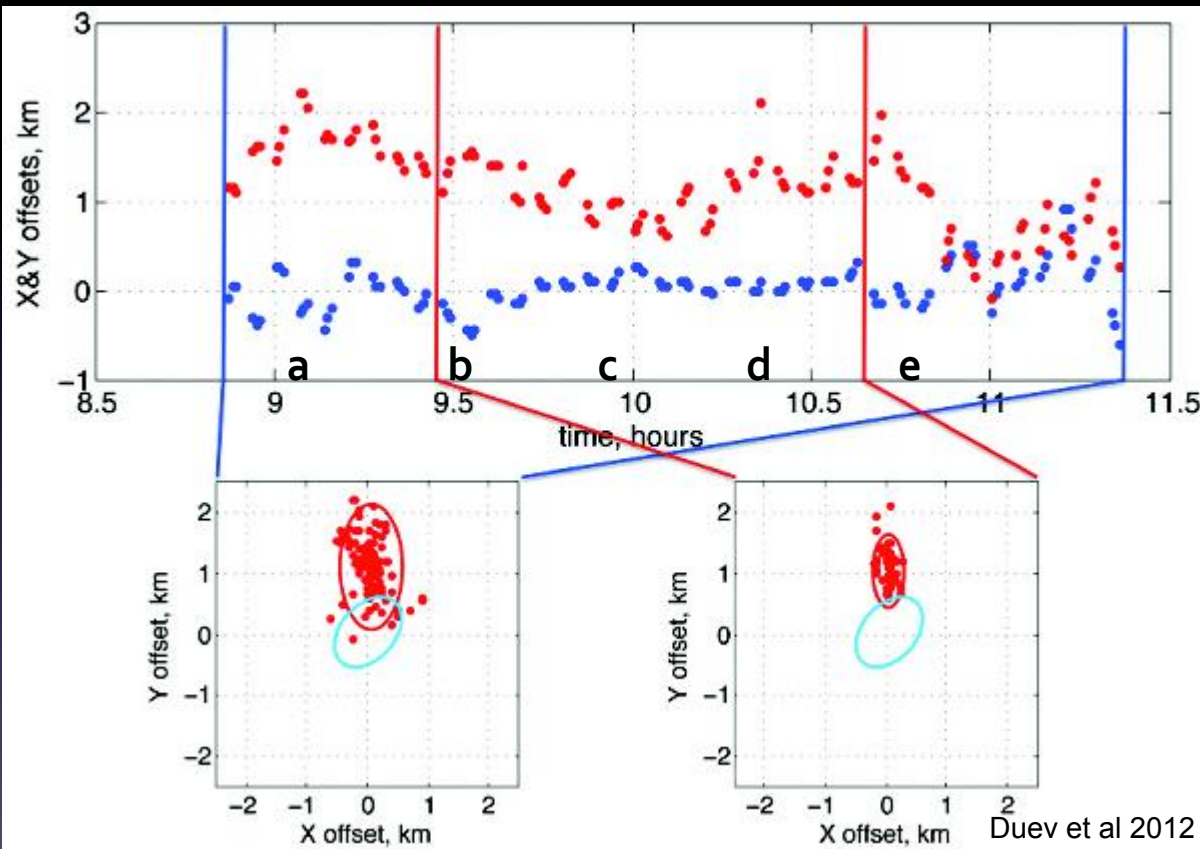 3
2
1
0
−1
X&Y offsets, km
a b c d e
8.5 9 9.5 10 10.5 11 11.5
time, hours
2
1
0
−1
−2
Y offset, km
−2 −1 0 1 2
X offset, km
2
1
0
−1
−2
Y offset, km
−2 −1 0 1 2
X offset, km
Duev et al 2012